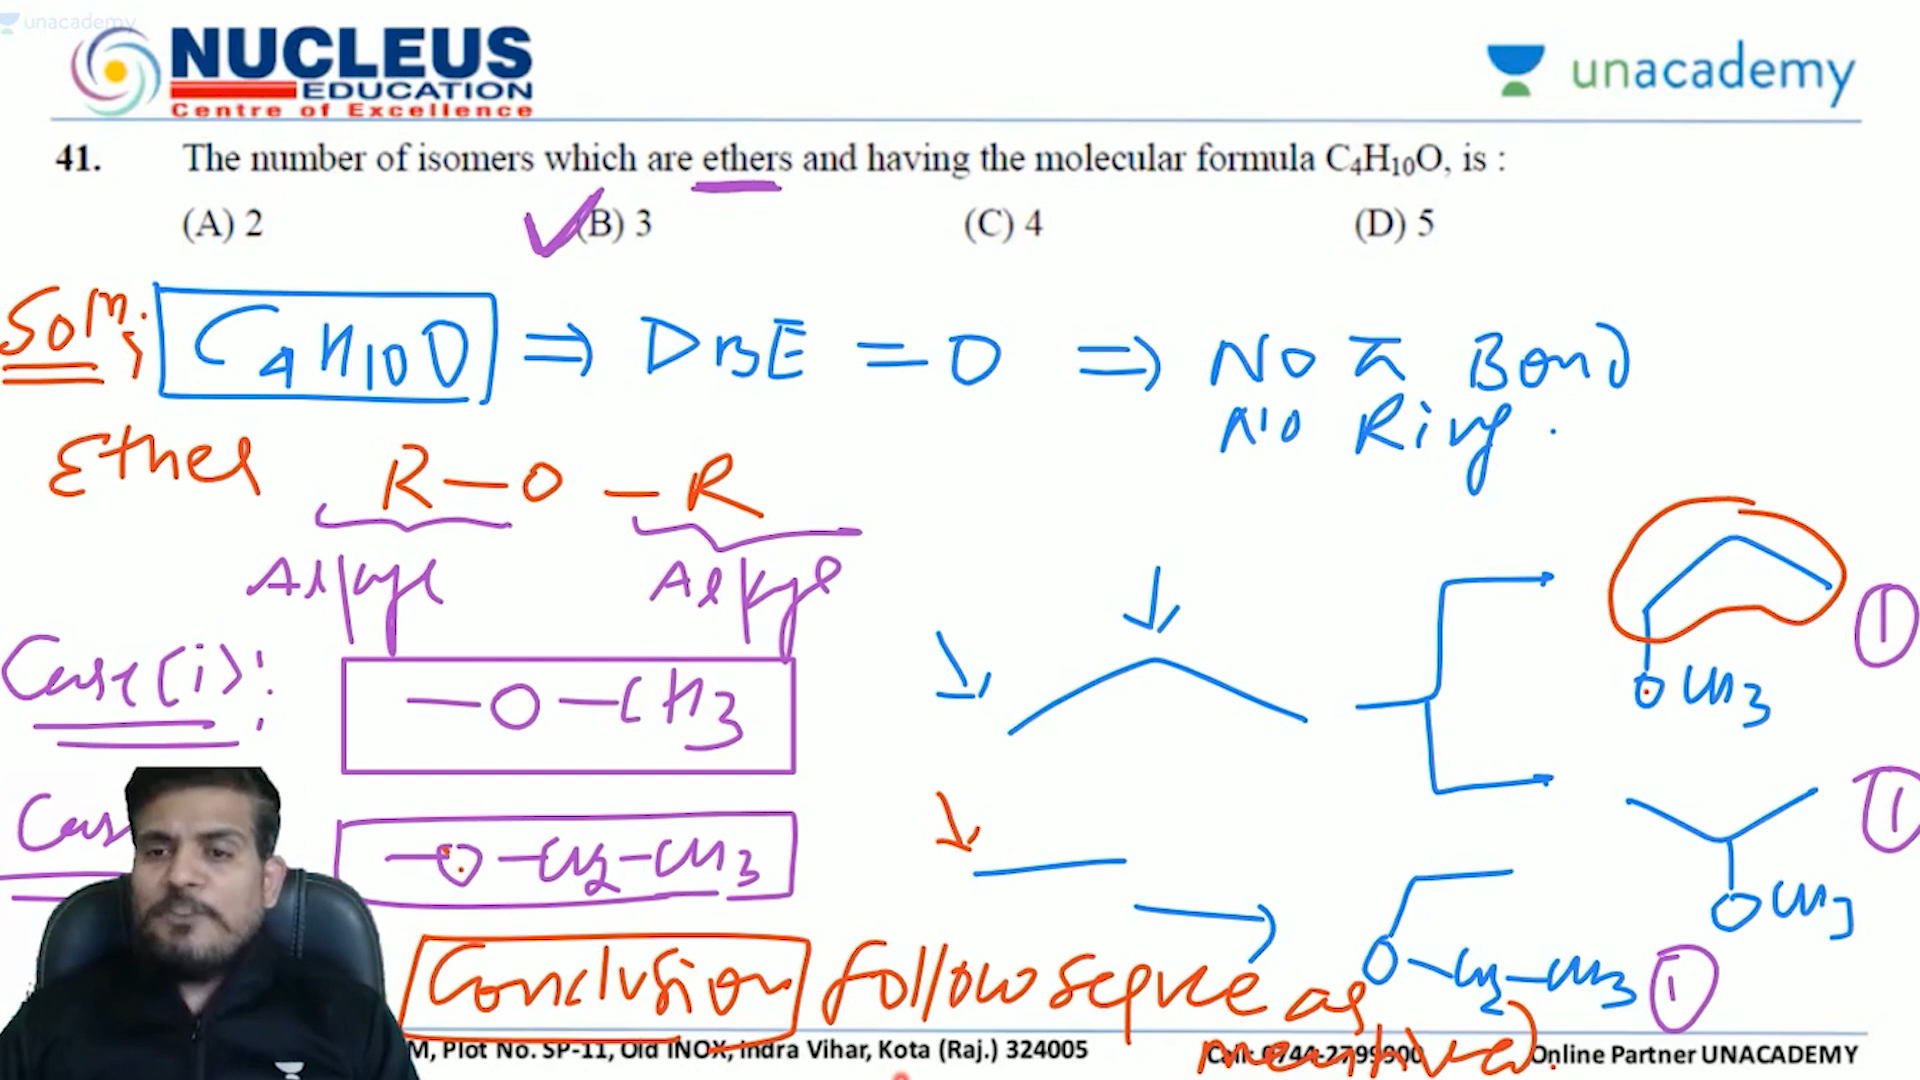 unacademy
NUCLEUS
EDUCATION
Centre of Excellence
unacademy
41. The number of isomers which are ethers and having the molecular formula C₄H₁₀O, is :
(A) 2 (B) 3 (C) 4 (D) 5
Solⁿ: C₄H₁₀O ⇒ DBE = 0 ⇒ No π Bond
No Ring.
Ether R—O—R
Alkyl Alkyl
Case(i): —O—CH₃
OCH₃ ①
OCH₃ ①
—O—CH₂—CH₃
O—CH₂—CH₃ ①
Conclusion follow as
M, Plot No. SP-11, Old INOX, Indra Vihar, Kota (Raj.) 324005
Online Partner UNACADEMY